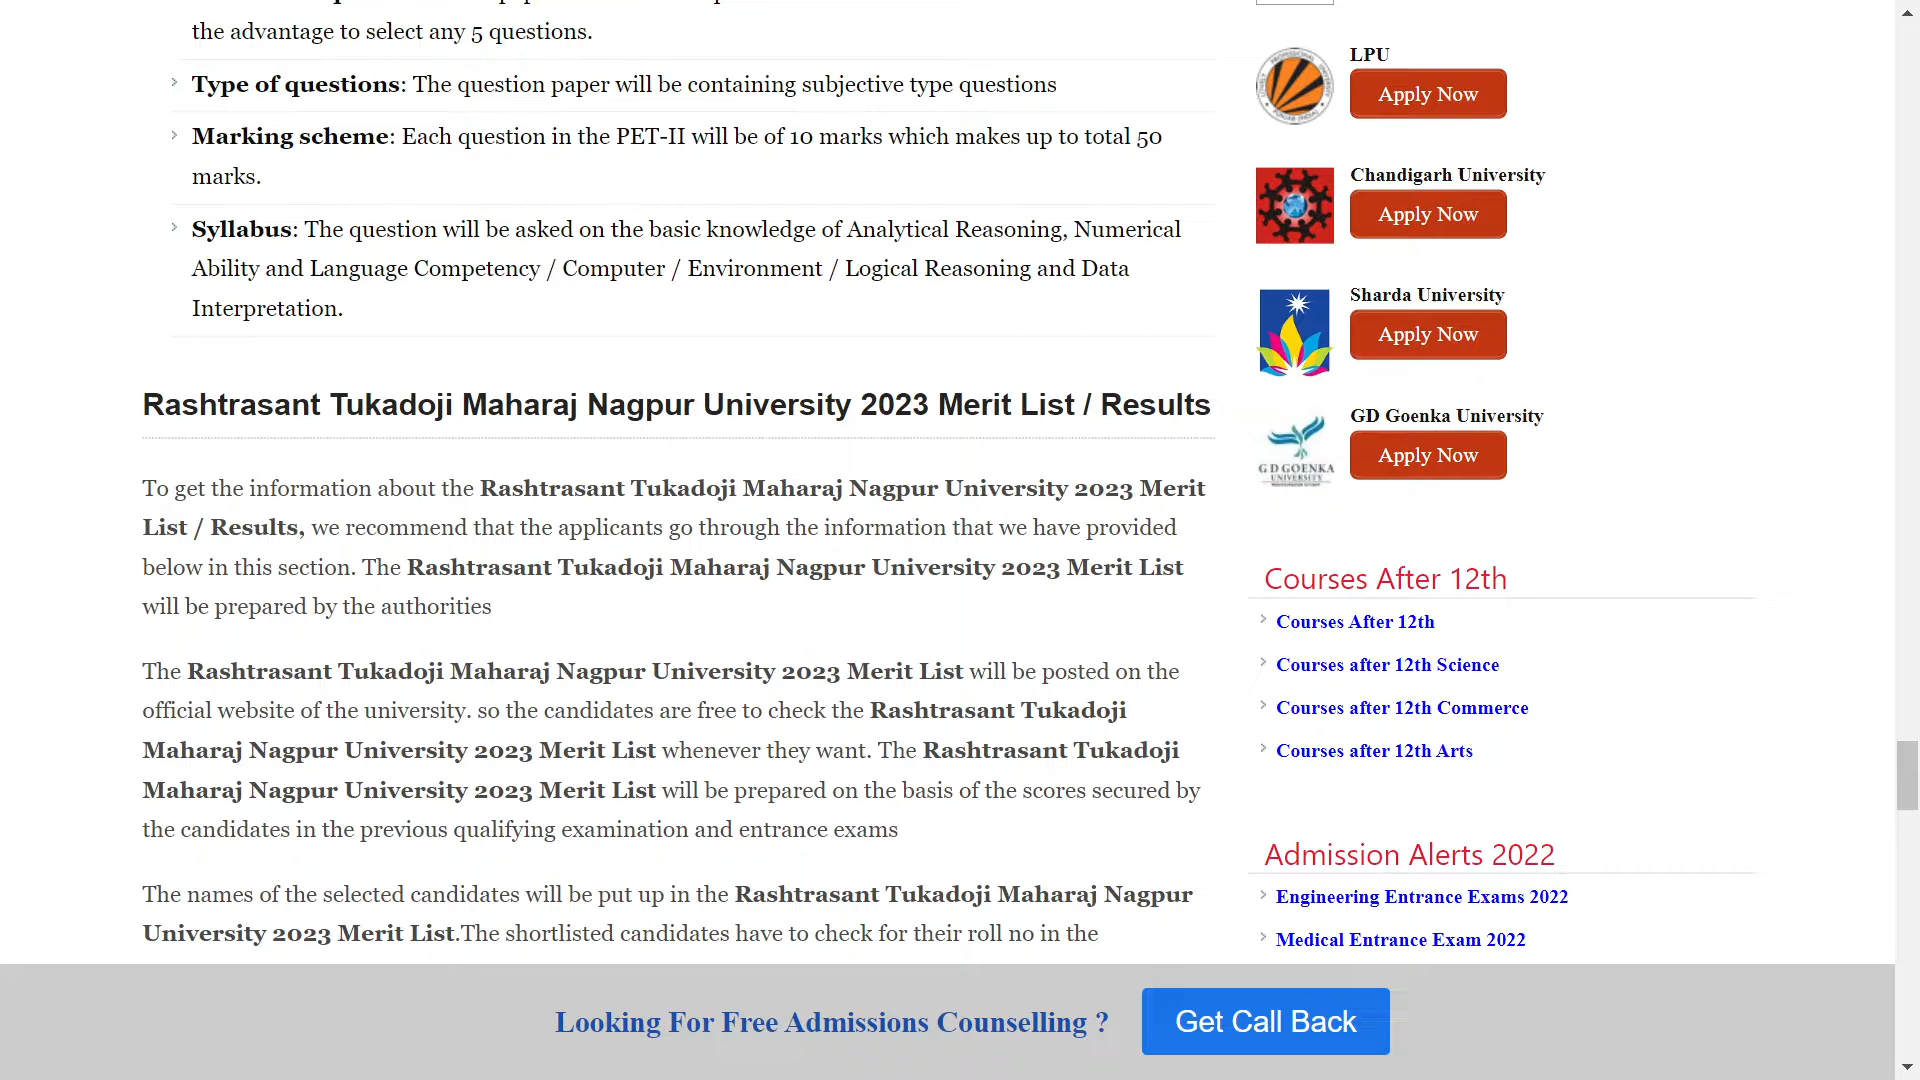 the advantage to select any 5 questions.
Type of questions: The question paper will be containing subjective type questions
Marking scheme: Each question in the PET-II will be of 10 marks which makes up to total 50
marks.
Syllabus: The question will be asked on the basic knowledge of Analytical Reasoning, Numerical
Ability and Language Competency / Computer / Environment / Logical Reasoning and Data
Interpretation.
Rashtrasant Tukadoji Maharaj Nagpur University 2023 Merit List / Results
To get the information about the Rashtrasant Tukadoji Maharaj Nagpur University 2023 Merit
List / Results, we recommend that the applicants go through the information that we have provided
below in this section. The Rashtrasant Tukadoji Maharaj Nagpur University 2023 Merit List
will be prepared by the authorities
The Rashtrasant Tukadoji Maharaj Nagpur University 2023 Merit List will be posted on the
official website of the university. so the candidates are free to check the Rashtrasant Tukadoji
Maharaj Nagpur University 2023 Merit List whenever they want. The Rashtrasant Tukadoji
Maharaj Nagpur University 2023 Merit List will be prepared on the basis of the scores secured by
the candidates in the previous qualifying examination and entrance exams
The names of the selected candidates will be put up in the Rashtrasant Tukadoji Maharaj Nagpur
University 2023 Merit List.The shortlisted candidates have to check for their roll no in the
LPU
Apply Now
Chandigarh University
Apply Now
Sharda University
Apply Now
GD Goenka University
G D GOENKA
UNIVERSITY
Apply Now
Courses After 12th
Courses After 12th
Courses after 12th Science
Courses after 12th Commerce
Courses after 12th Arts
Admission Alerts 2022
Engineering Entrance Exams 2022
Medical Entrance Exam 2022
Looking For Free Admissions Counselling ?
Get Call Back